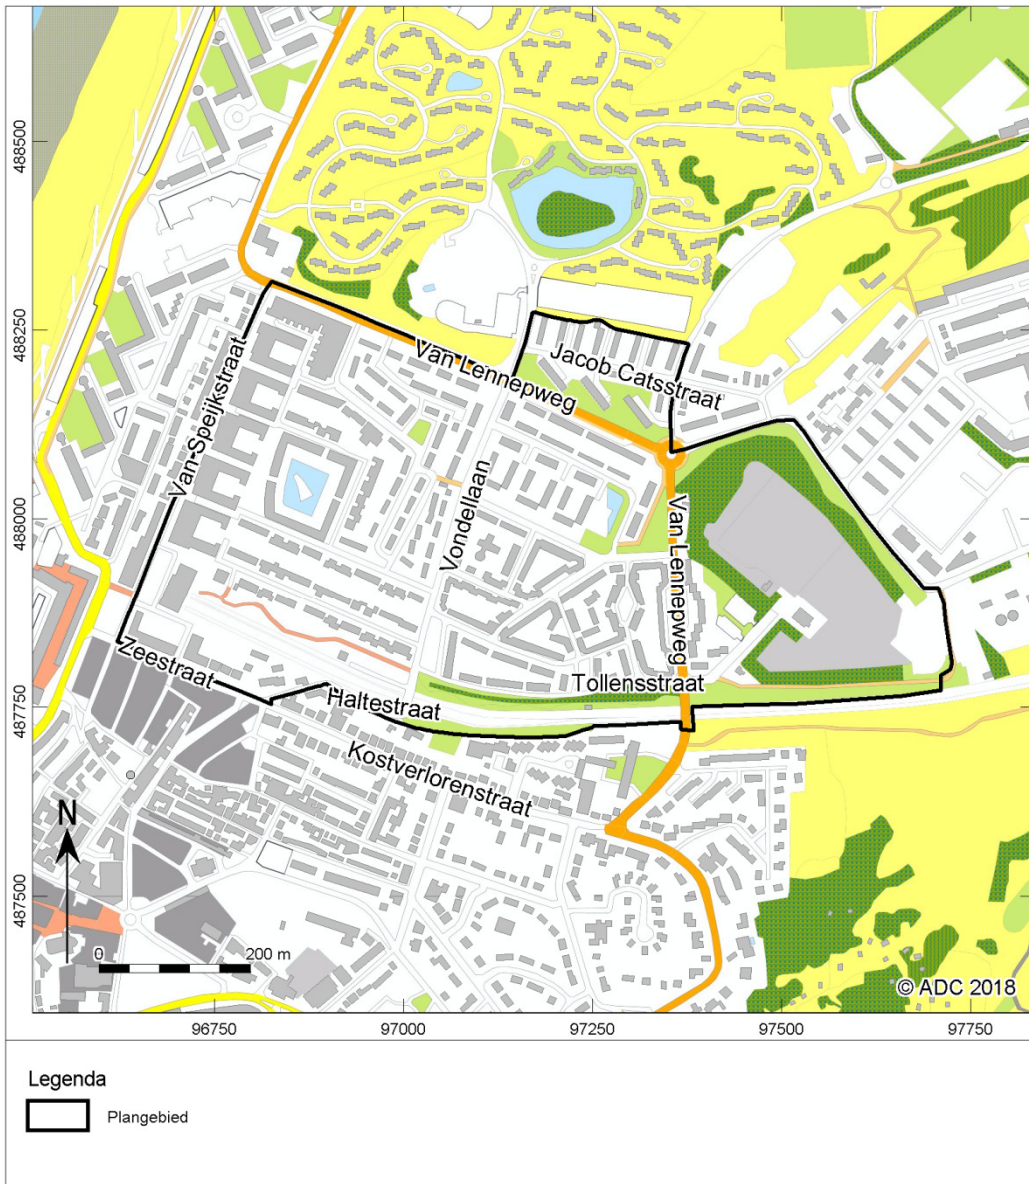 488500
488250
488000
487750
487500
Van Lennepweg
Jacob Catsstraat
Van-Speijkstraat
Vondellaan
Van Lennepweg
Zeestraat
Tollensstraat
Haltestraat
Kostverlorenstraat
N
0 200 m
© ADC 2018
96750 97000 97250 97500 97750
Legenda
Plangebied